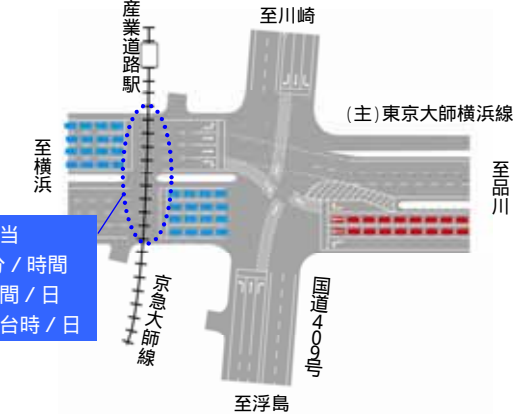 産業道路駅
至川崎
(主)東京大師横浜線
至横浜
至品川
当
分 / 時間
間 / 日
台時 / 日
京急大師線
国道409号
至浮島